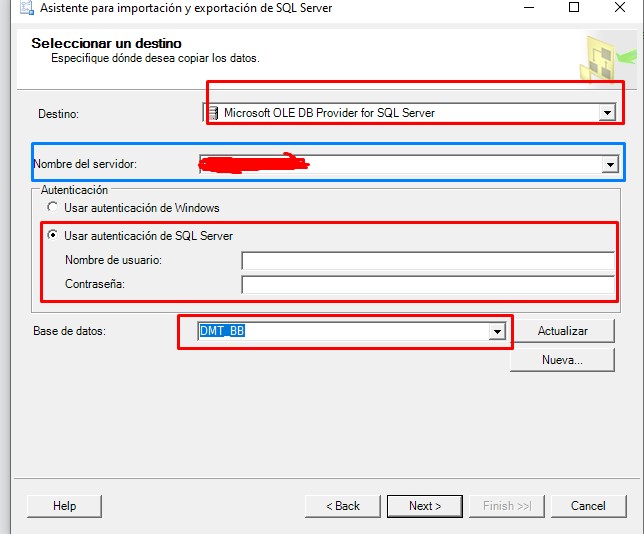 Asistente para importación y exportación de SQL Server
Seleccionar un destino
Especifique dónde desea copiar los datos.
Destino: Microsoft OLE DB Provider for SQL Server
Nombre del servidor:
Autenticación
Usar autenticación de Windows
Usar autenticación de SQL Server
Nombre de usuario:
Contraseña:
Base de datos: DMT_BB Actualizar
Nueva...
Help < Back Next > Finish >>| Cancel